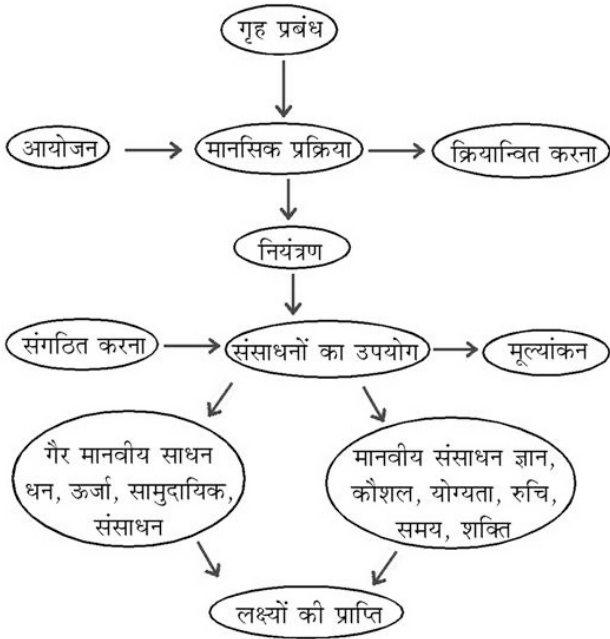 गृह प्रबंध
आयोजन
मानसिक प्रक्रिया
क्रियान्वित करना
नियंत्रण
संगठित करना
संसाधनों का उपयोग
मूल्यांकन
गैर मानवीय साधन
धन, ऊर्जा, सामुदायिक,
संसाधन
मानवीय संसाधन ज्ञान,
कौशल, योग्यता, रुचि,
समय, शक्ति
लक्ष्यों की प्राप्ति